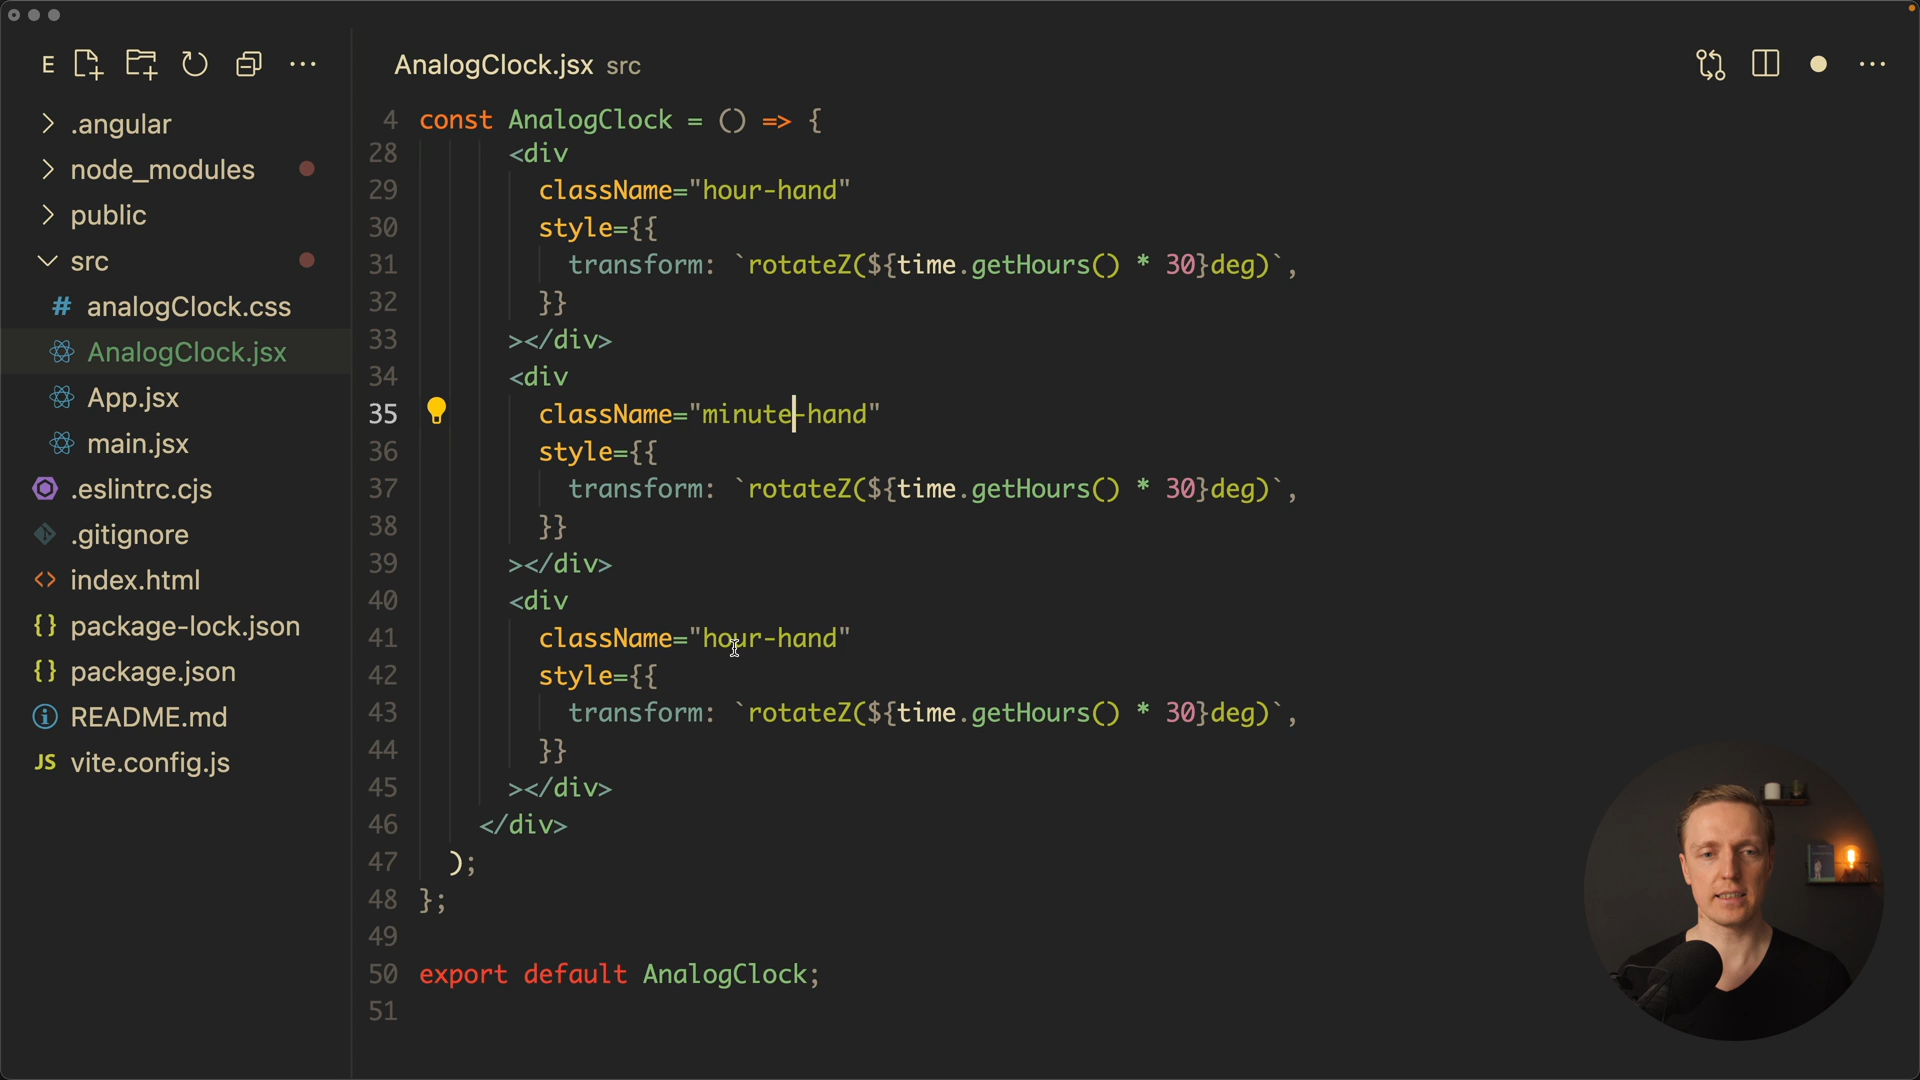 E
AnalogClock.jsx src
.angular
node_modules
public
src
# analogClock.css
AnalogClock.jsx
App.jsx
main.jsx
.eslintrc.cjs
.gitignore
<> index.html
{} package-lock.json
{} package.json
README.md
JS vite.config.js
4 const AnalogClock = () => {
28 <div
29 className="hour-hand"
30 style={{
31 transform: `rotateZ(${time.getHours() * 30}deg)`,
32 }}
33 ></div>
34 <div
35 className="minute-hand"
36 style={{
37 transform: `rotateZ(${time.getHours() * 30}deg)`,
38 }}
39 ></div>
40 <div
41 className="hour-hand"
42 style={{
43 transform: `rotateZ(${time.getHours() * 30}deg)`,
44 }}
45 ></div>
46 </div>
47 );
48 };
49
50 export default AnalogClock;
51